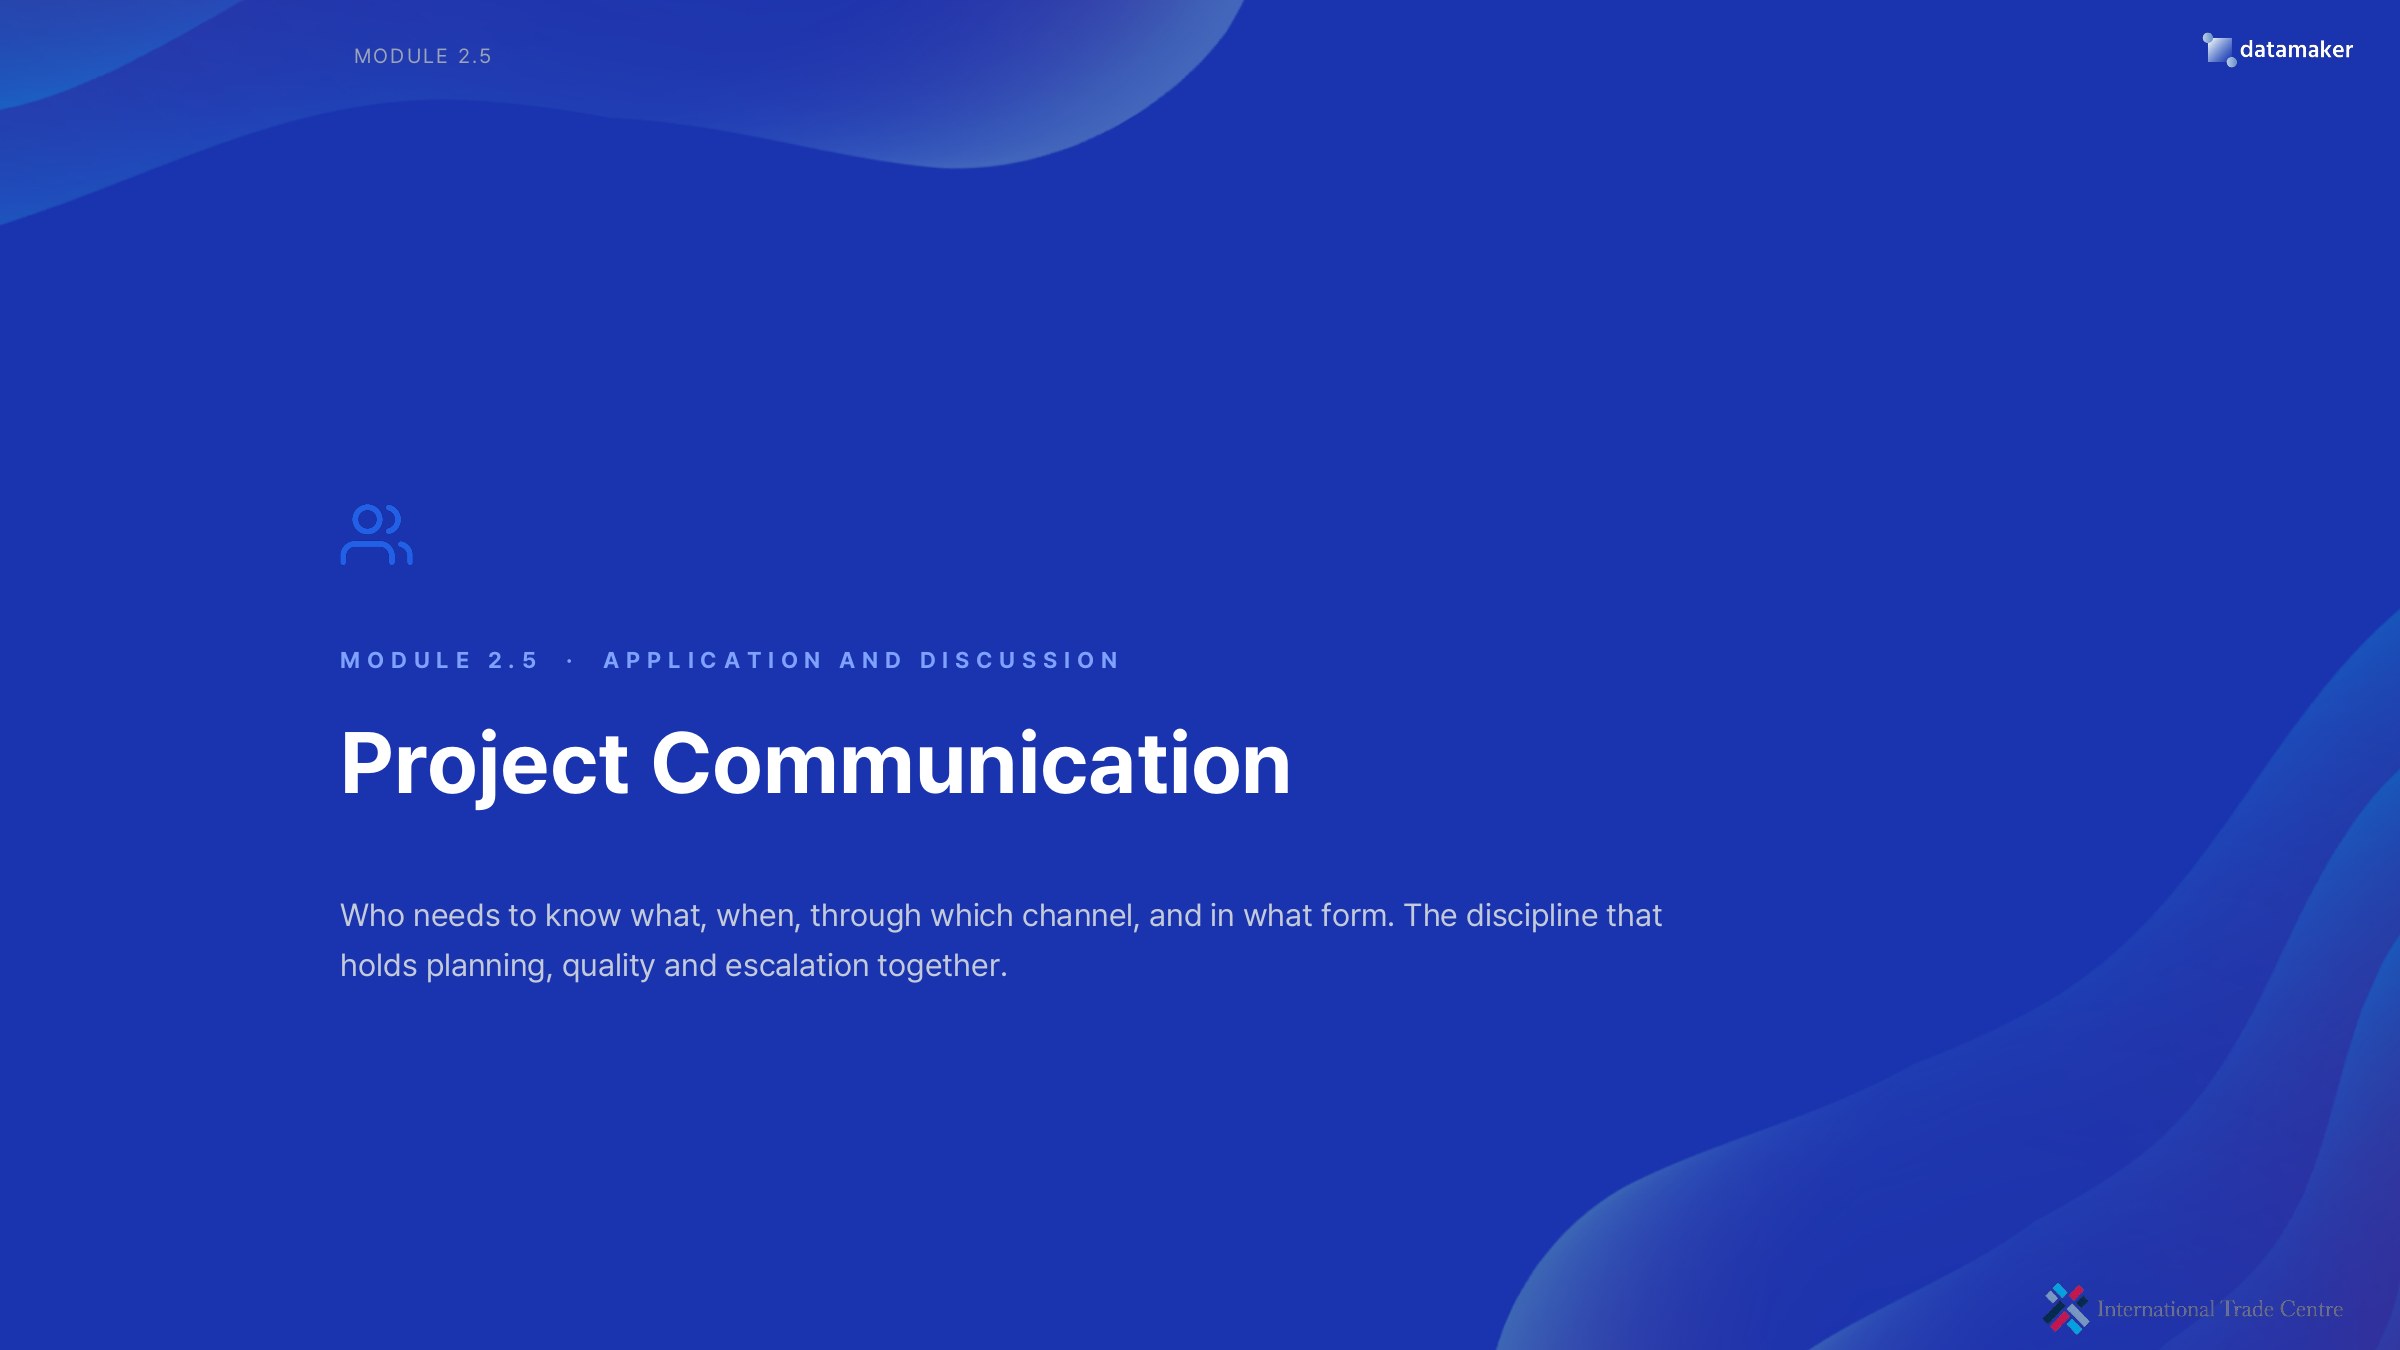 MODULE 2.5
datamaker
MODULE 2.5 · APPLICATION AND DISCUSSION
Project Communication
Who needs to know what, when, through which channel, and in what form. The discipline that
holds planning, quality and escalation together.
International Trade Centre